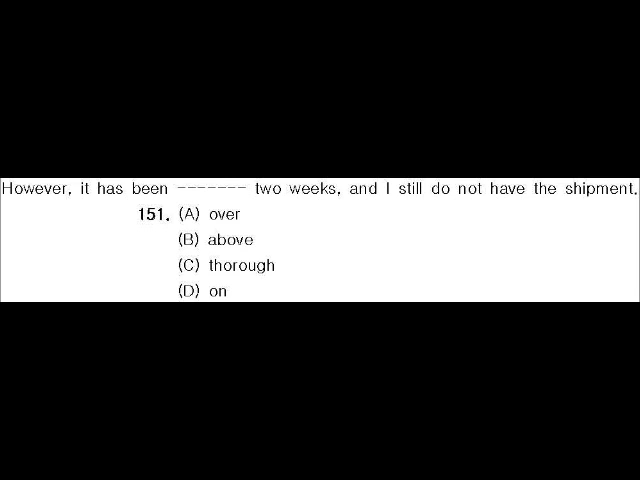 However, it has been ------- two weeks, and I still do not have the shipment.
151. (A) over
(B) above
(C) thorough
(D) on